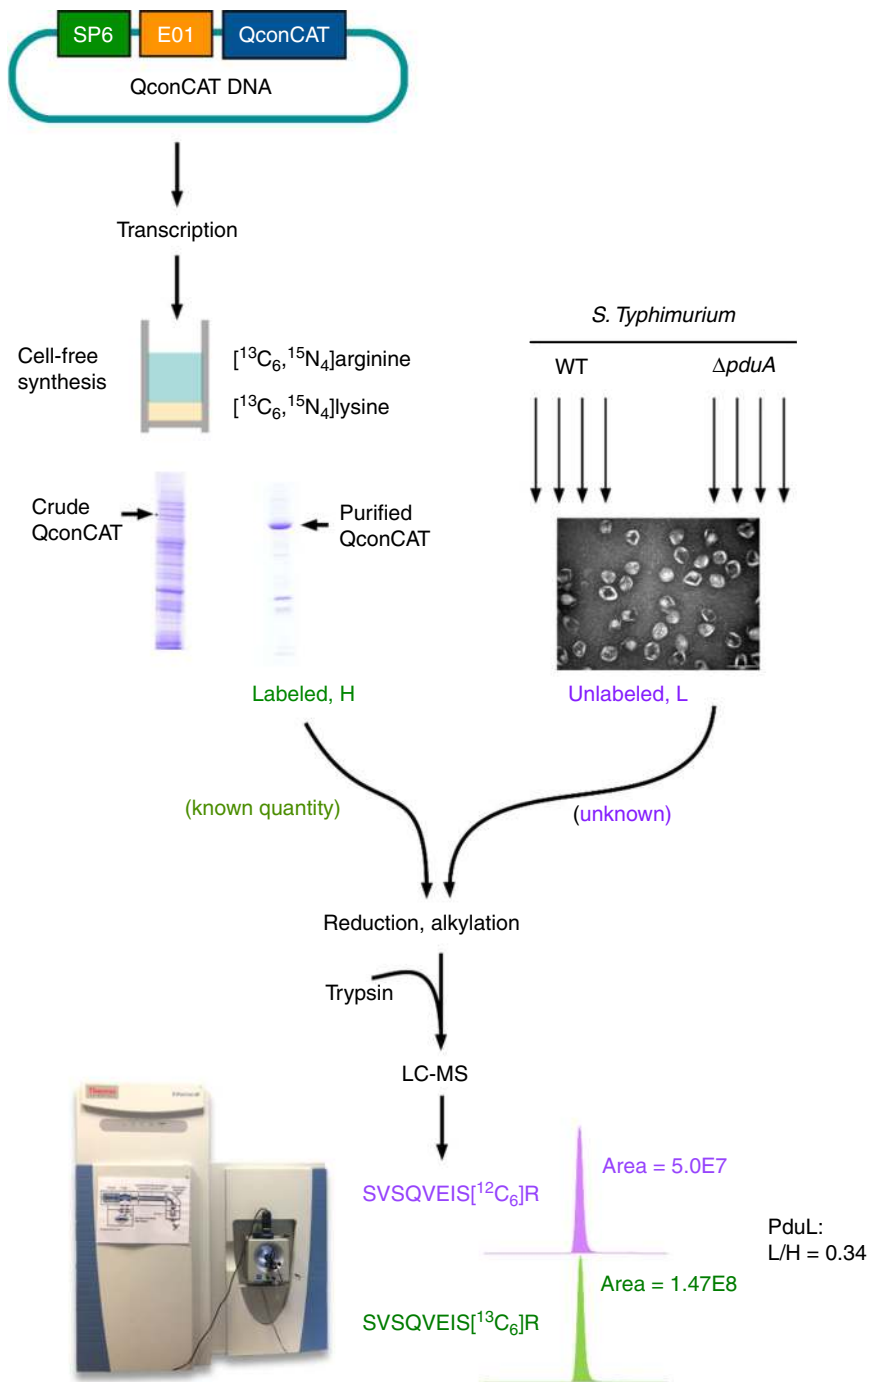 SP6
E01
QconCAT
QconCAT DNA
Transcription
Cell-free
synthesis
[¹³C₆,¹⁵N₄]arginine
[¹³C₆,¹⁵N₄]lysine
Crude
QconCAT
Purified
QconCAT
S. Typhimurium
WT
ΔpduA
Labeled, H
Unlabeled, L
(known quantity)
(unknown)
Reduction, alkylation
Trypsin
LC-MS
Thermo
SVSQVEIS[¹²C₆]R
Area = 5.0E7
PduL:
L/H = 0.34
SVSQVEIS[¹³C₆]R
Area = 1.47E8